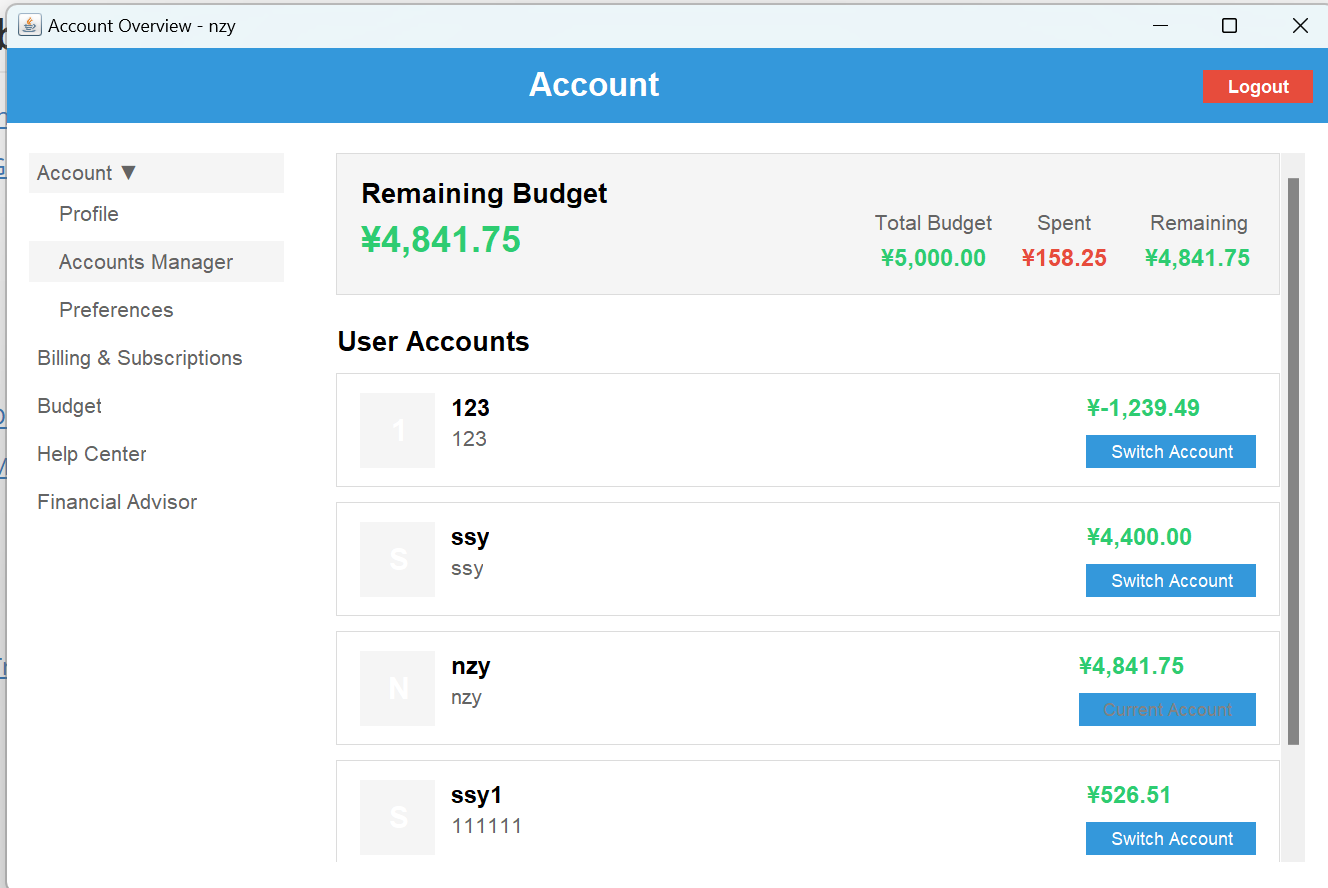 Account Overview - nzy
Account
Logout
Account ▼
Profile
Accounts Manager
Preferences
Billing & Subscriptions
Budget
Help Center
Financial Advisor
Remaining Budget
¥4,841.75
Total Budget Spent Remaining
¥5,000.00 ¥158.25 ¥4,841.75
User Accounts
1
123
123
¥-1,239.49
Switch Account
S
ssy
ssy
¥4,400.00
Switch Account
N
nzy
nzy
¥4,841.75
Current Account
S
ssy1
111111
¥526.51
Switch Account